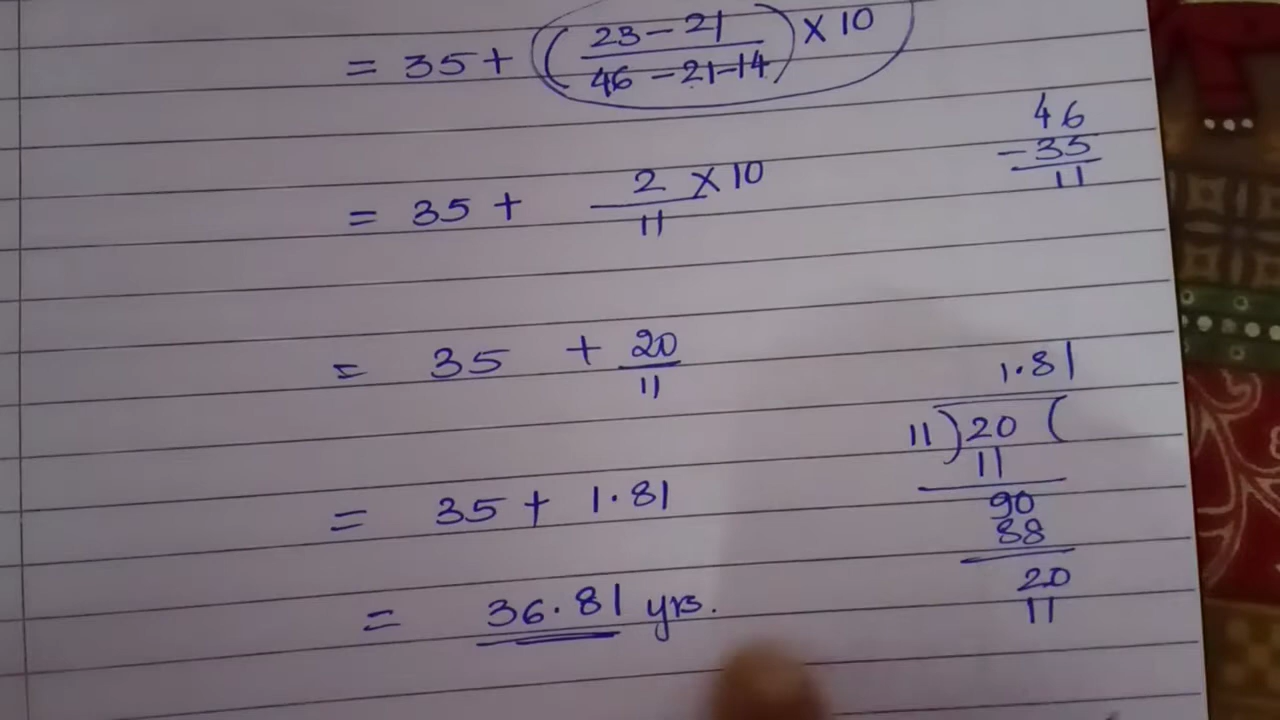 = 35 + ( 23 - 21 / 46 - 21 - 14 ) × 10
46
- 35
11
= 35 + 2/11 × 10
= 35 + 20/11
1.81
11 ) 20 (
11
= 35 + 1.81
90
88
20
11
= 36.81 yrs.